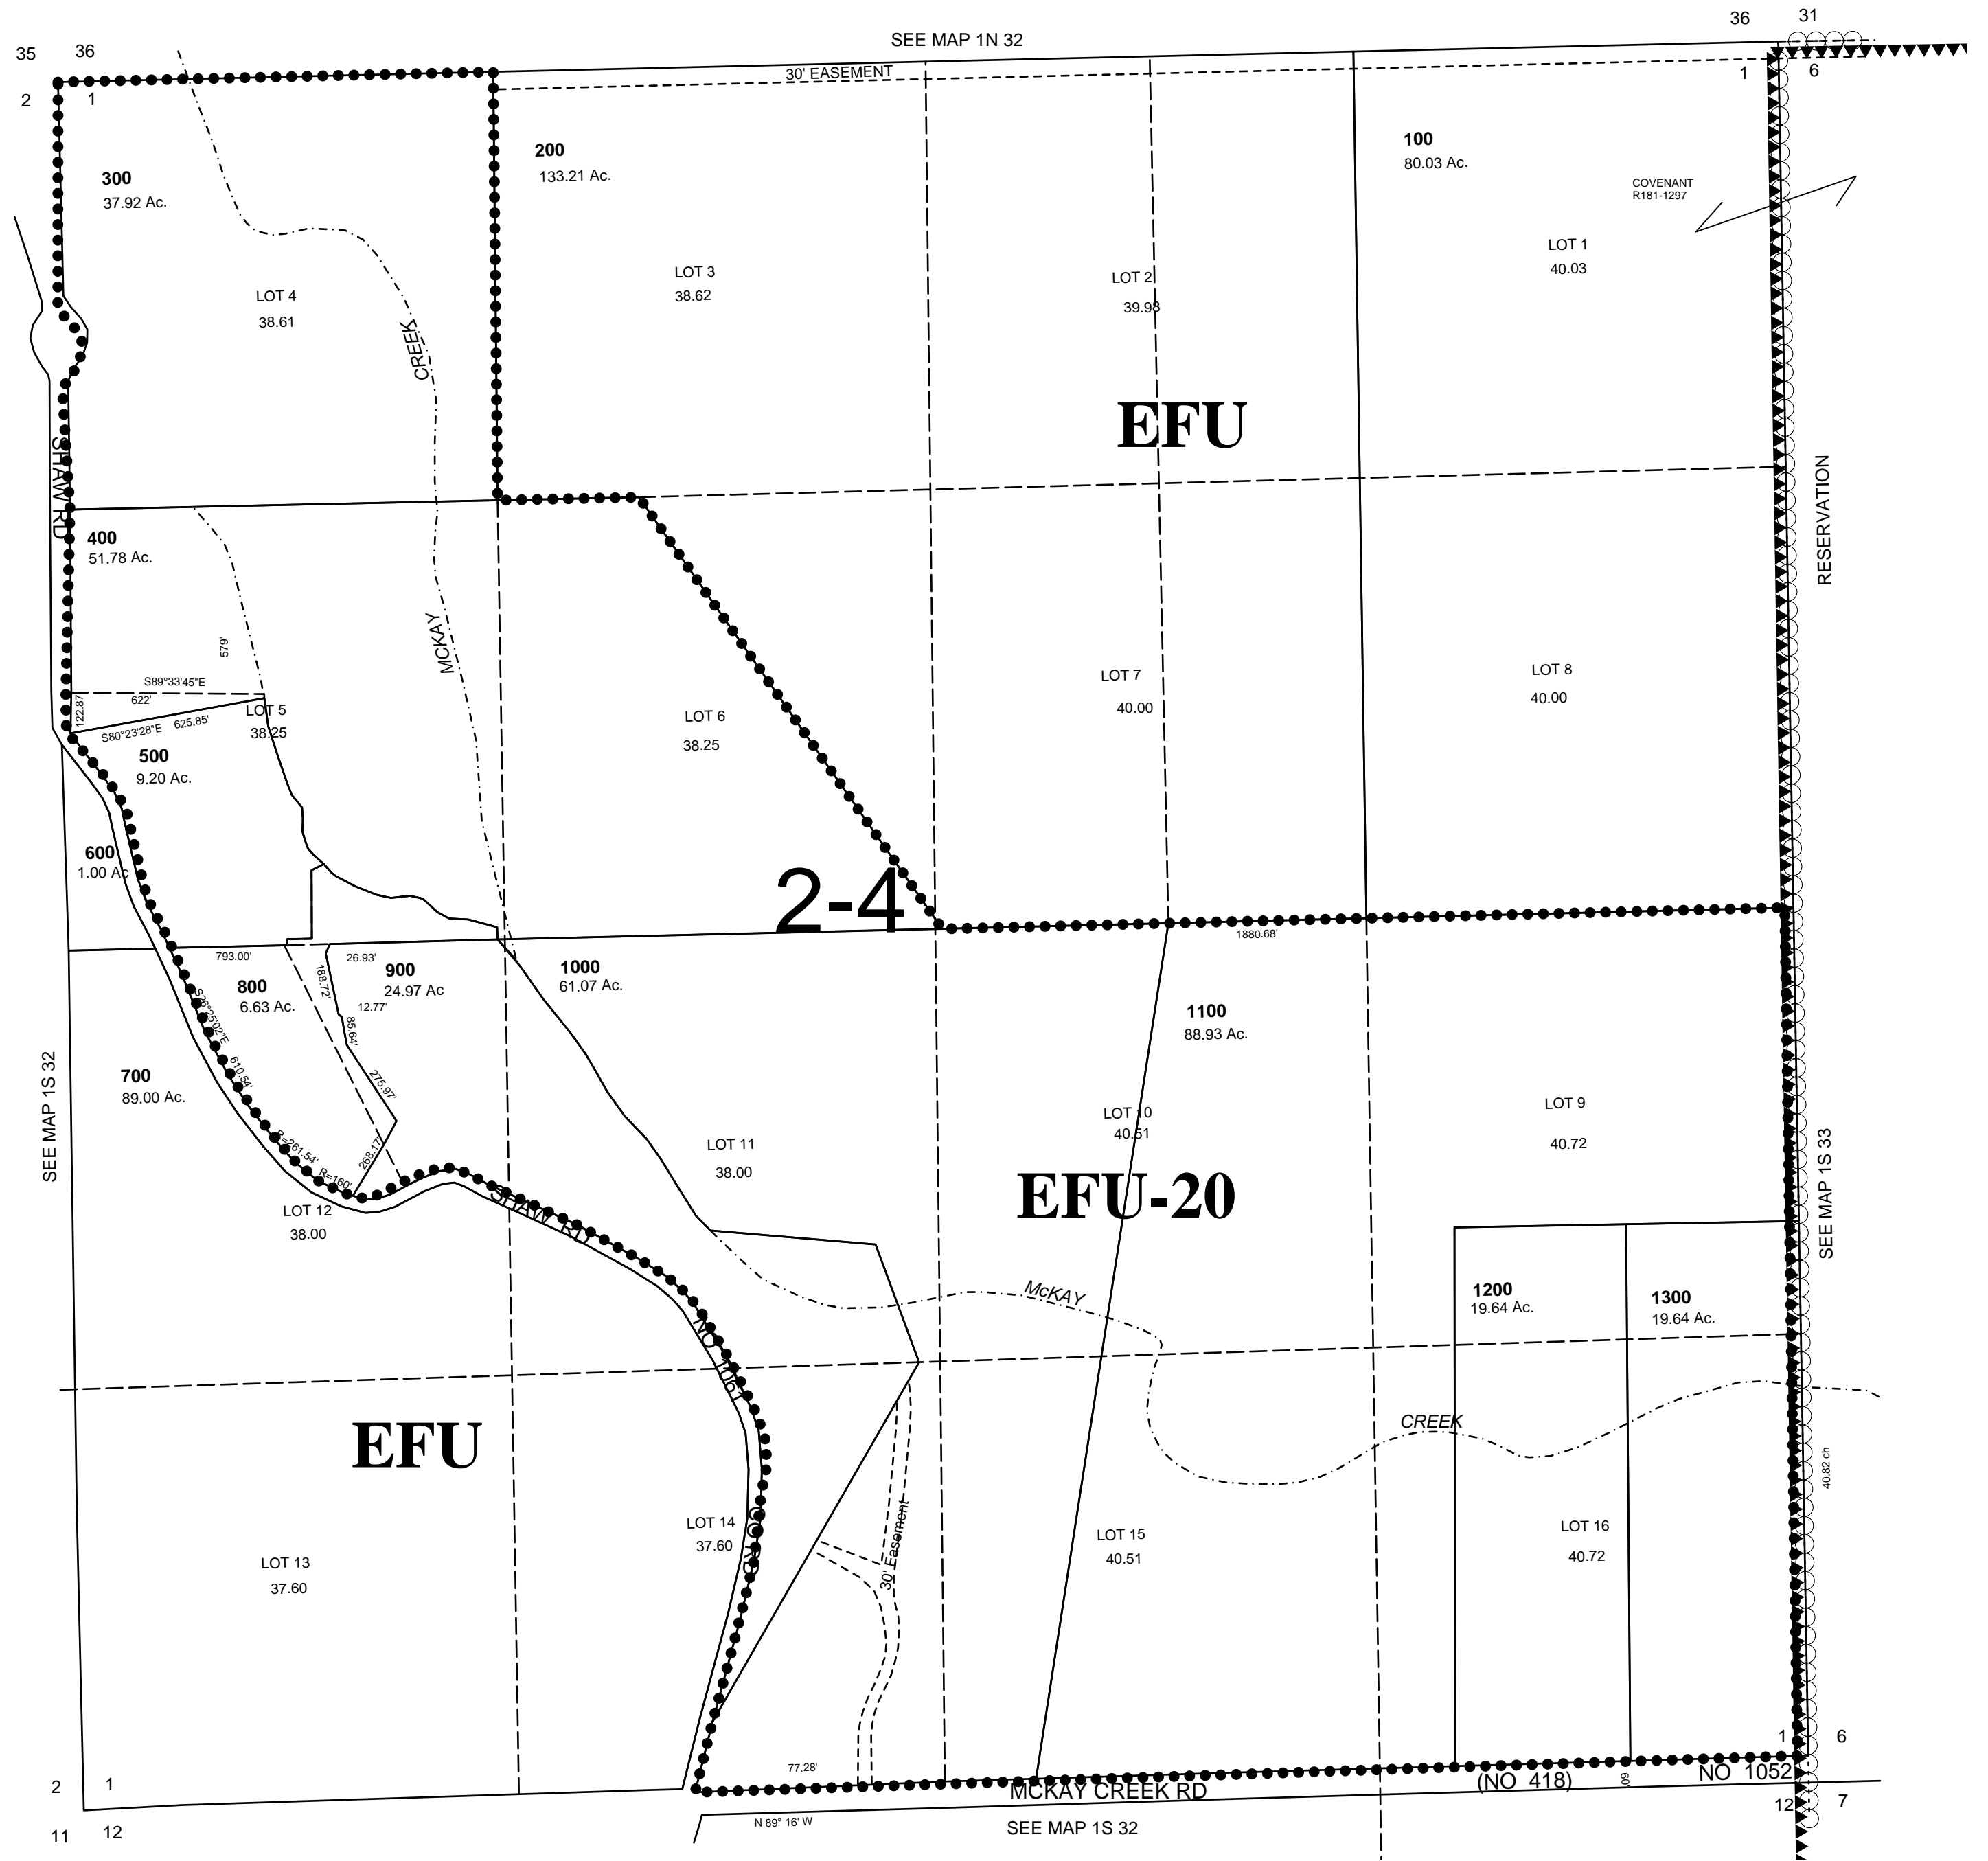 36
31
SEE MAP 1N 32
35
36
30' EASEMENT
1
6
2
1
200
133.21 Ac.
100
80.03 Ac.
300
37.92 Ac.
COVENANT
R181-1297
LOT 1
40.03
LOT 3
38.62
LOT 2
39.98
LOT 4
38.61
CREEK
EFU
SHAW RD
RESERVATION
400
51.78 Ac.
579'
MCKAY
S89°33'45"E
622'
122.87
S80°23'28"E 625.85'
LOT 5
38.25
LOT 6
38.25
LOT 7
40.00
LOT 8
40.00
500
9.20 Ac.
600
1.00 Ac
2-4
1880.68'
793.00'
26.93'
188.72'
900
24.97 Ac
1000
61.07 Ac.
800
6.63 Ac.
12.77'
85.64'
S26°25'02"E 610.54'
275.97'
1100
88.93 Ac.
700
89.00 Ac.
SEE MAP 1S 32
268.17'
R=261.54'
R=160'
LOT 11
38.00
LOT 10
40.51
LOT 9
40.72
LOT 12
38.00
SHAW RD
EFU-20
SEE MAP 1S 33
McKAY
1200
19.64 Ac.
1300
19.64 Ac.
NO 1061
CREEK
EFU
40.82 ch
CO RD
30' Easement
LOT 14
37.60
LOT 15
40.51
LOT 16
40.72
LOT 13
37.60
1
6
77.28'
2
1
MCKAY CREEK RD
(NO 418)
60'
NO 1052
12
7
11
12
N 89° 16' W
SEE MAP 1S 32